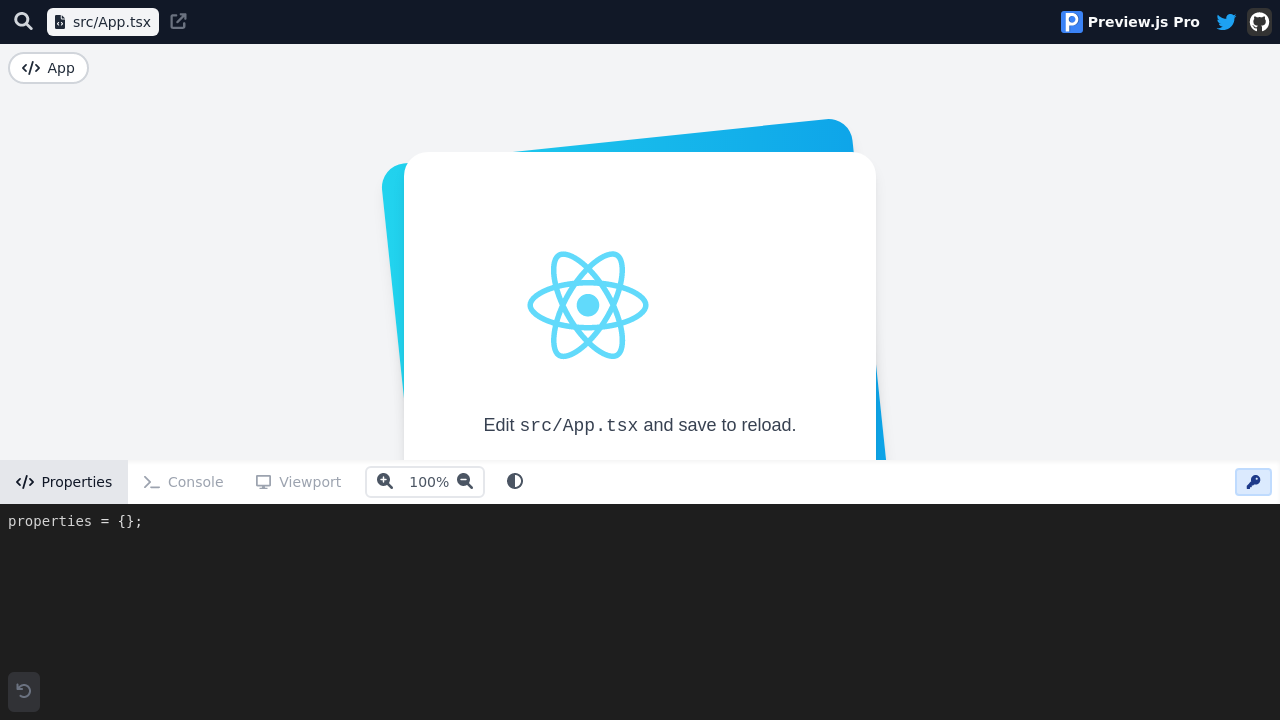 src/App.tsx
Preview.js Pro
App
Edit src/App.tsx and save to reload.
Properties
Console
Viewport
100%
properties = {};